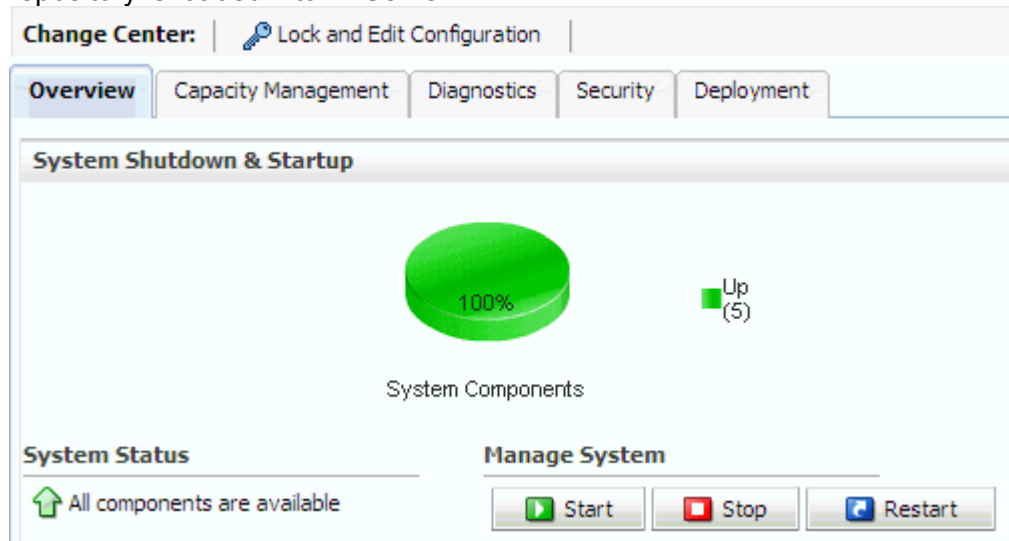 Change Center: Lock and Edit Configuration
Overview Capacity Management Diagnostics Security Deployment
System Shutdown & Startup
100%
Up
(5)
System Components
System Status Manage System
All components are available Start Stop Restart